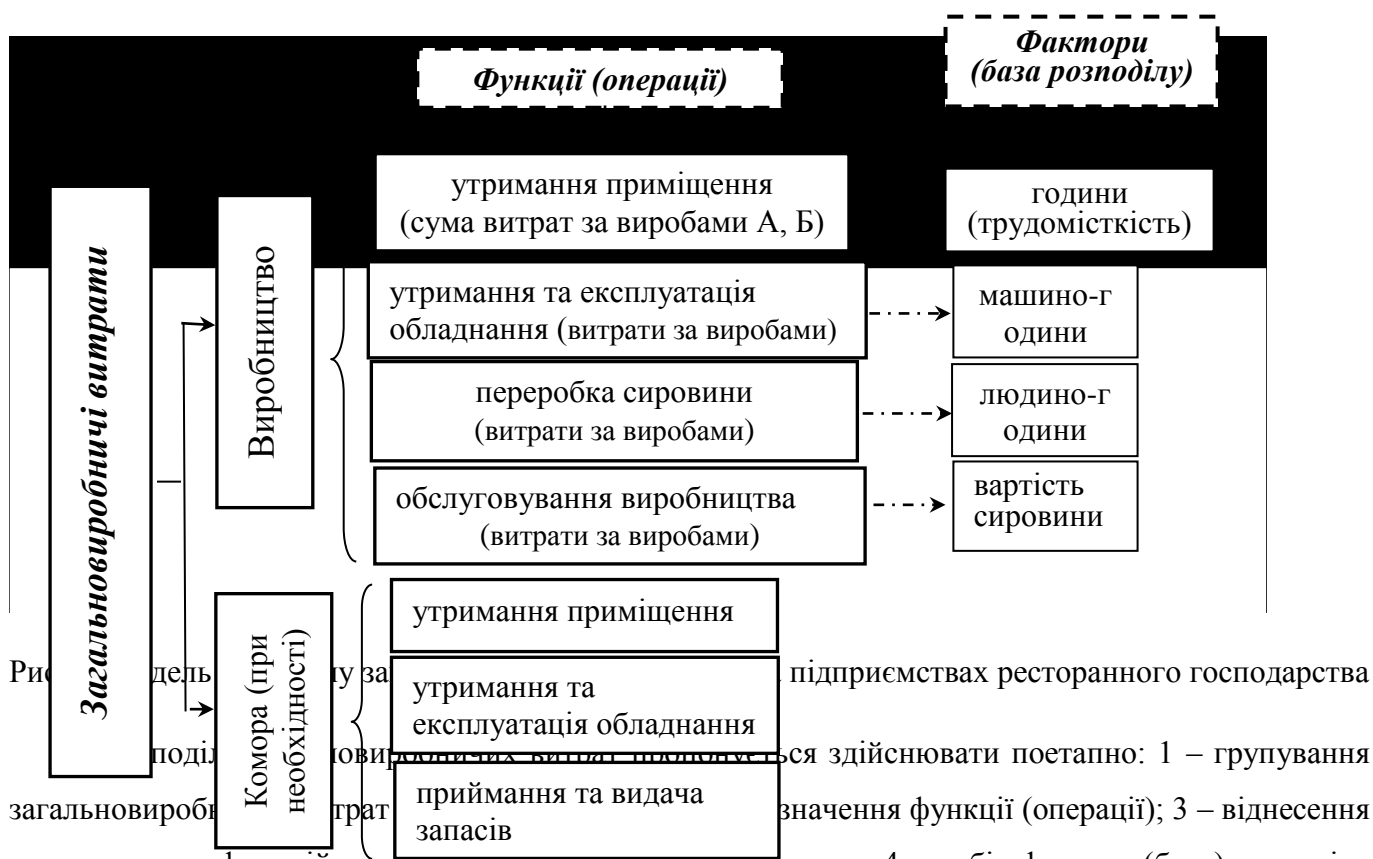 Фактори
(база розподілу)
Функції (операції)
утримання приміщення
(сума витрат за виробами А, Б)
години
(трудомісткість)
Загальновиробничі витрати
Виробництво
утримання та експлуатація
обладнання (витрати за виробами)
машино-г
одини
переробка сировини
(витрати за виробами)
людино-г
одини
обслуговування виробництва
(витрати за виробами)
вартість
сировини
Комора (при
необхідності)
утримання приміщення
утримання та
експлуатація обладнання
приймання та видача
запасів
підприємствах ресторанного господарства
здійснювати поетапно: 1 – групування
функції (операції); 3 – віднесення